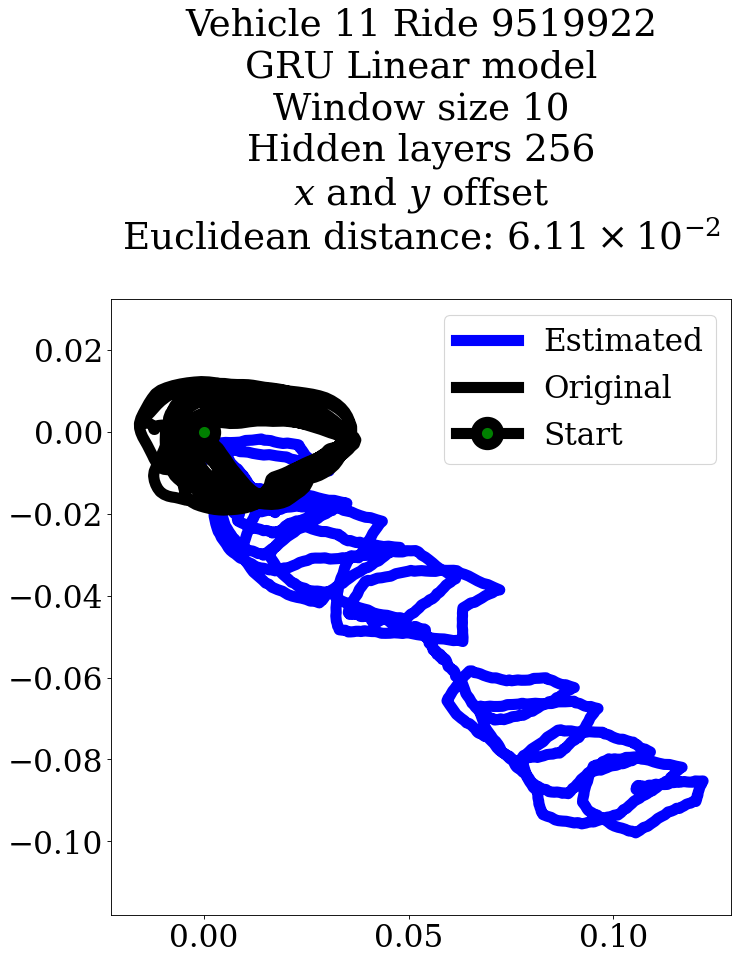 Vehicle 11 Ride 9519922
GRU Linear model
Window size 10
Hidden layers 256
x and y offset
Euclidean distance: 6.11 × 10⁻²
Estimated
Original
Start
0.02
0.00
−0.02
−0.04
−0.06
−0.08
−0.10
0.00 0.05 0.10